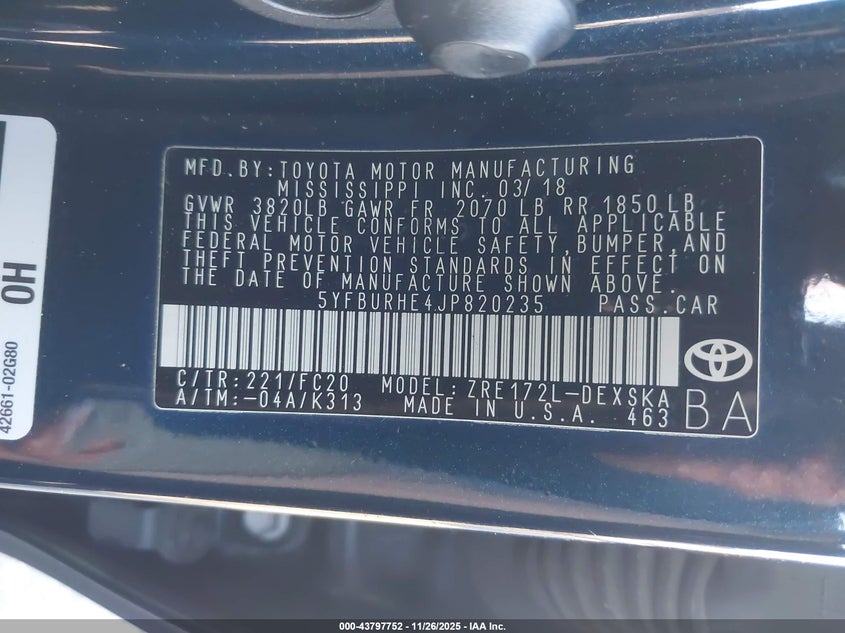 MFD.BY:TOYOTA MOTOR MANUFACTURING
MISSISSIPPI INC. 03/18
GVWR 3820LB GAWR FR 2070 LB RR 1850 LB
THIS VEHICLE CONFORMS TO ALL APPLICABLE
FEDERAL MOTOR VEHICLE SAFETY,BUMPER,AND
THEFT PREVENTION STANDARDS IN EFFECT ON
THE DATE OF MANUFACTURE SHOWN ABOVE.
5YFBURHE4JP820235 PASS.CAR
C/TR:221/FC20 MODEL:ZRE172L-DEXSKA
A/TM:-04A/K313 MADE IN U.S.A. 463
BA
OH
42661-02G80
000-43797752 | 11/26/2025 - IAA Inc.